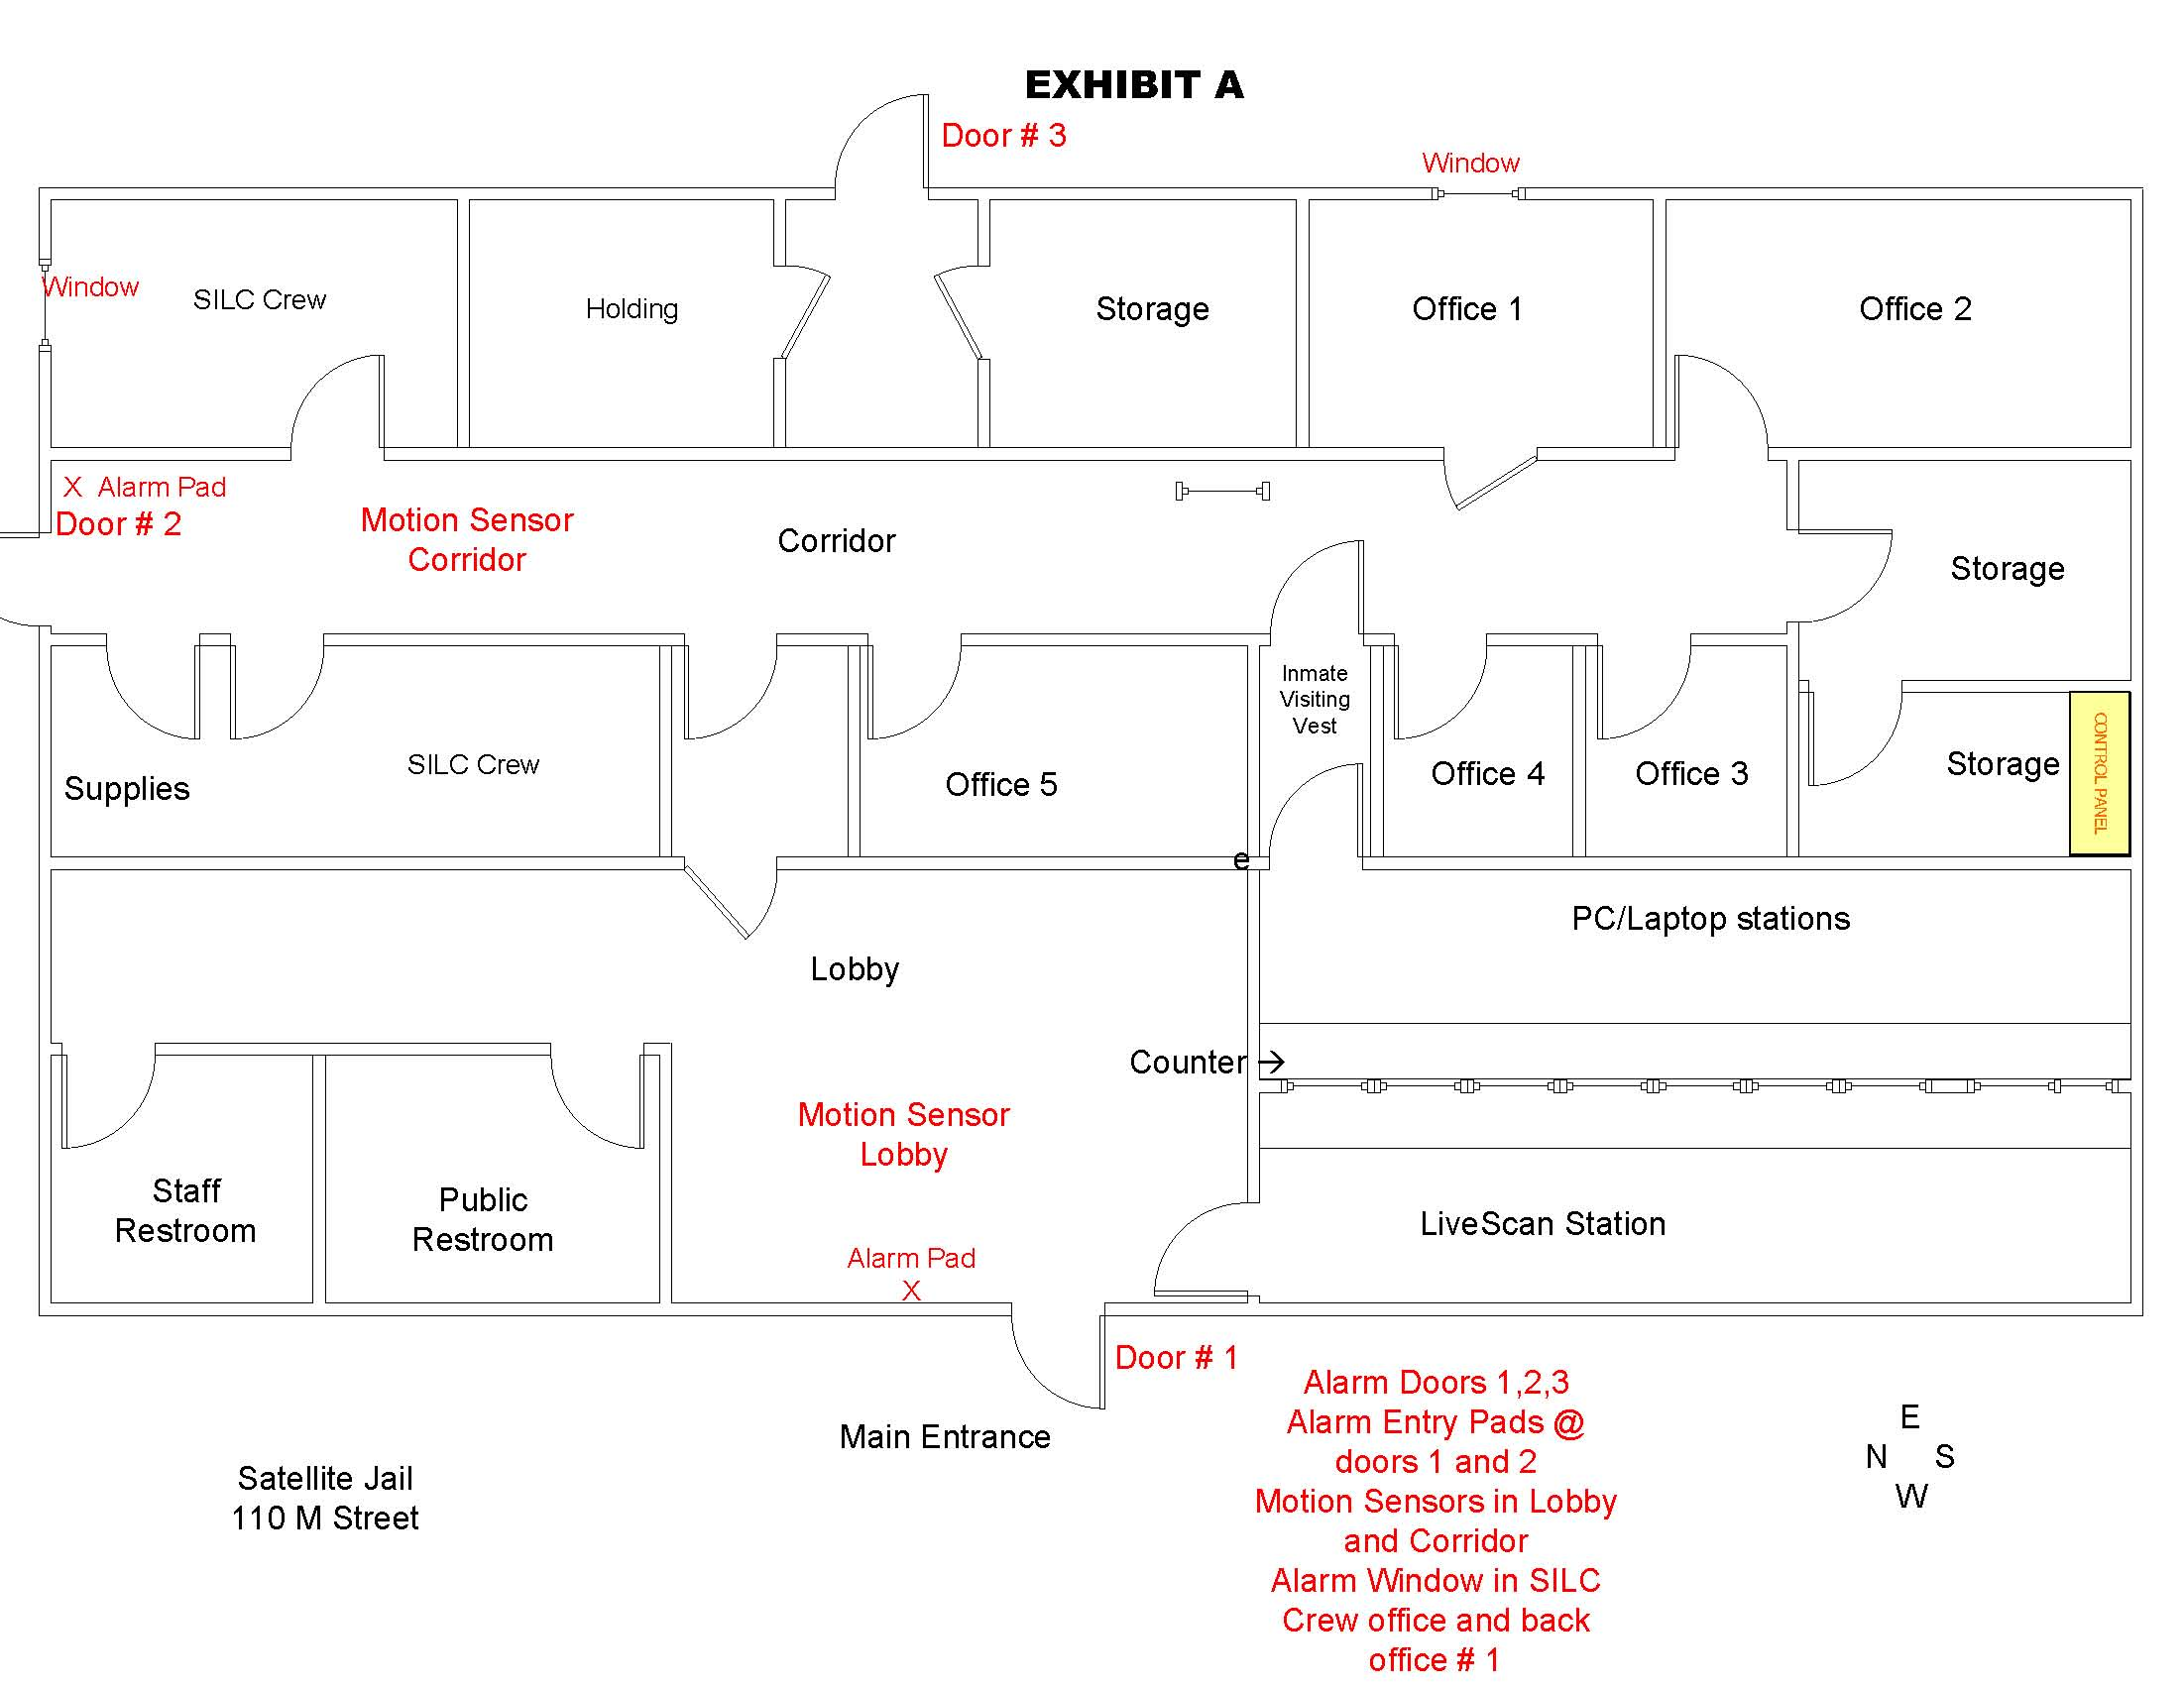 EXHIBIT A
Door # 3
Window
Window
SILC Crew
Holding
Storage
Office 1
Office 2
X Alarm Pad
Door # 2
Motion Sensor
Corridor
Corridor
Storage
Inmate
Visiting
Vest
Supplies
SILC Crew
Office 5
Office 4
Office 3
Storage
CONTROL PANEL
e
PC/Laptop stations
Lobby
Counter →
Motion Sensor
Lobby
Staff
Restroom
Public
Restroom
LiveScan Station
Alarm Pad
X
Door # 1
Main Entrance
Alarm Doors 1,2,3
Alarm Entry Pads @
doors 1 and 2
Motion Sensors in Lobby
and Corridor
Alarm Window in SILC
Crew office and back
office # 1
E
N S
W
Satellite Jail
110 M Street